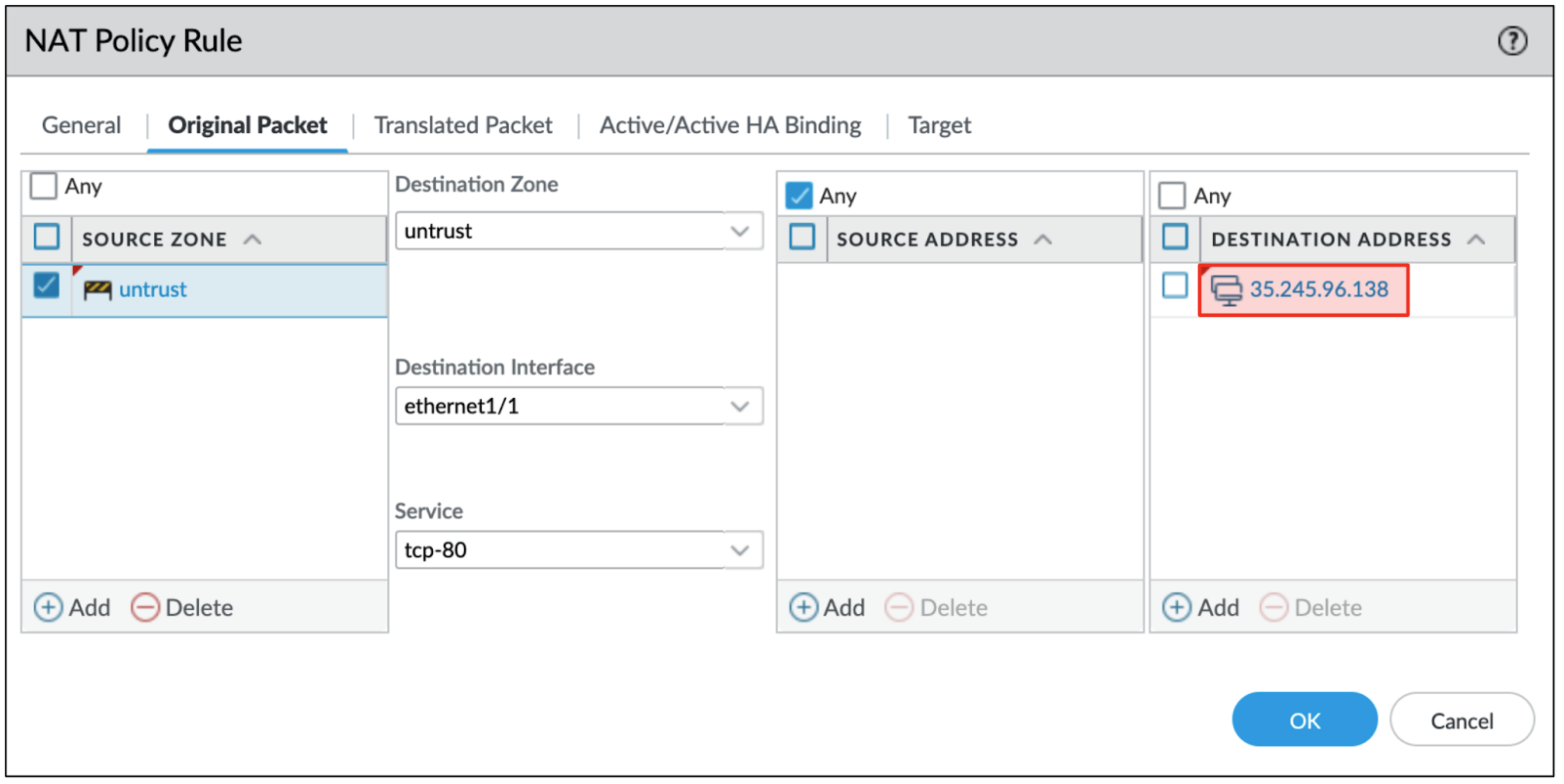 NAT Policy Rule
?
General
Original Packet
Translated Packet
Active/Active HA Binding
Target
Any
SOURCE ZONE
untrust
Add
Delete
Destination Zone
untrust
Destination Interface
ethernet1/1
Service
tcp-80
Any
SOURCE ADDRESS
Add
Delete
Any
DESTINATION ADDRESS
35.245.96.138
Add
Delete
OK
Cancel